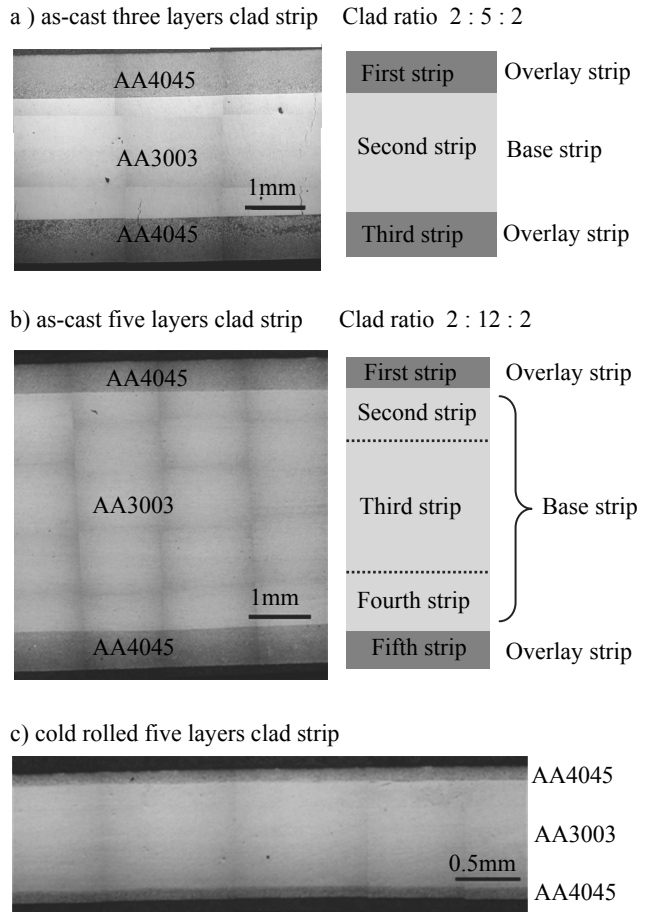 a ) as-cast three layers clad strip Clad ratio 2 : 5 : 2
AA4045
AA3003
1mm
AA4045
First strip Overlay strip
Second strip Base strip
Third strip Overlay strip
b) as-cast five layers clad strip Clad ratio 2 : 12 : 2
AA4045
AA3003
1mm
AA4045
First strip Overlay strip
Second strip
Third strip Base strip
Fourth strip
Fifth strip Overlay strip
c) cold rolled five layers clad strip
AA4045
AA3003
0.5mm
AA4045